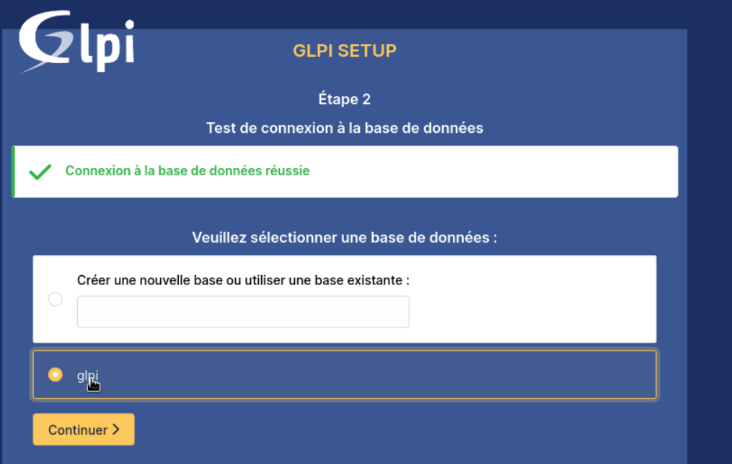 Glpi
GLPI SETUP
Étape 2
Test de connexion à la base de données
Connexion à la base de données réussie
Veuillez sélectionner une base de données :
Créer une nouvelle base ou utiliser une base existante :
glpi
Continuer